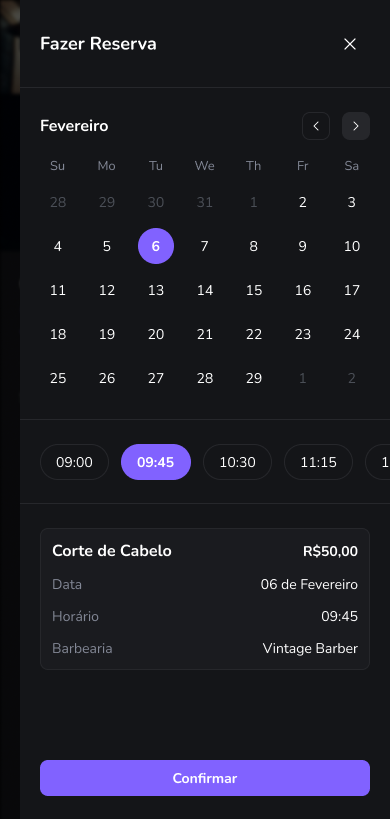 Fazer Reserva
Fevereiro
Su Mo Tu We Th Fr Sa
28 29 30 31 1 2 3
4 5 6 7 8 9 10
11 12 13 14 15 16 17
18 19 20 21 22 23 24
25 26 27 28 29 1 2
09:00 09:45 10:30 11:15 1
Corte de Cabelo R$50,00
Data 06 de Fevereiro
Horário 09:45
Barbearia Vintage Barber
Confirmar